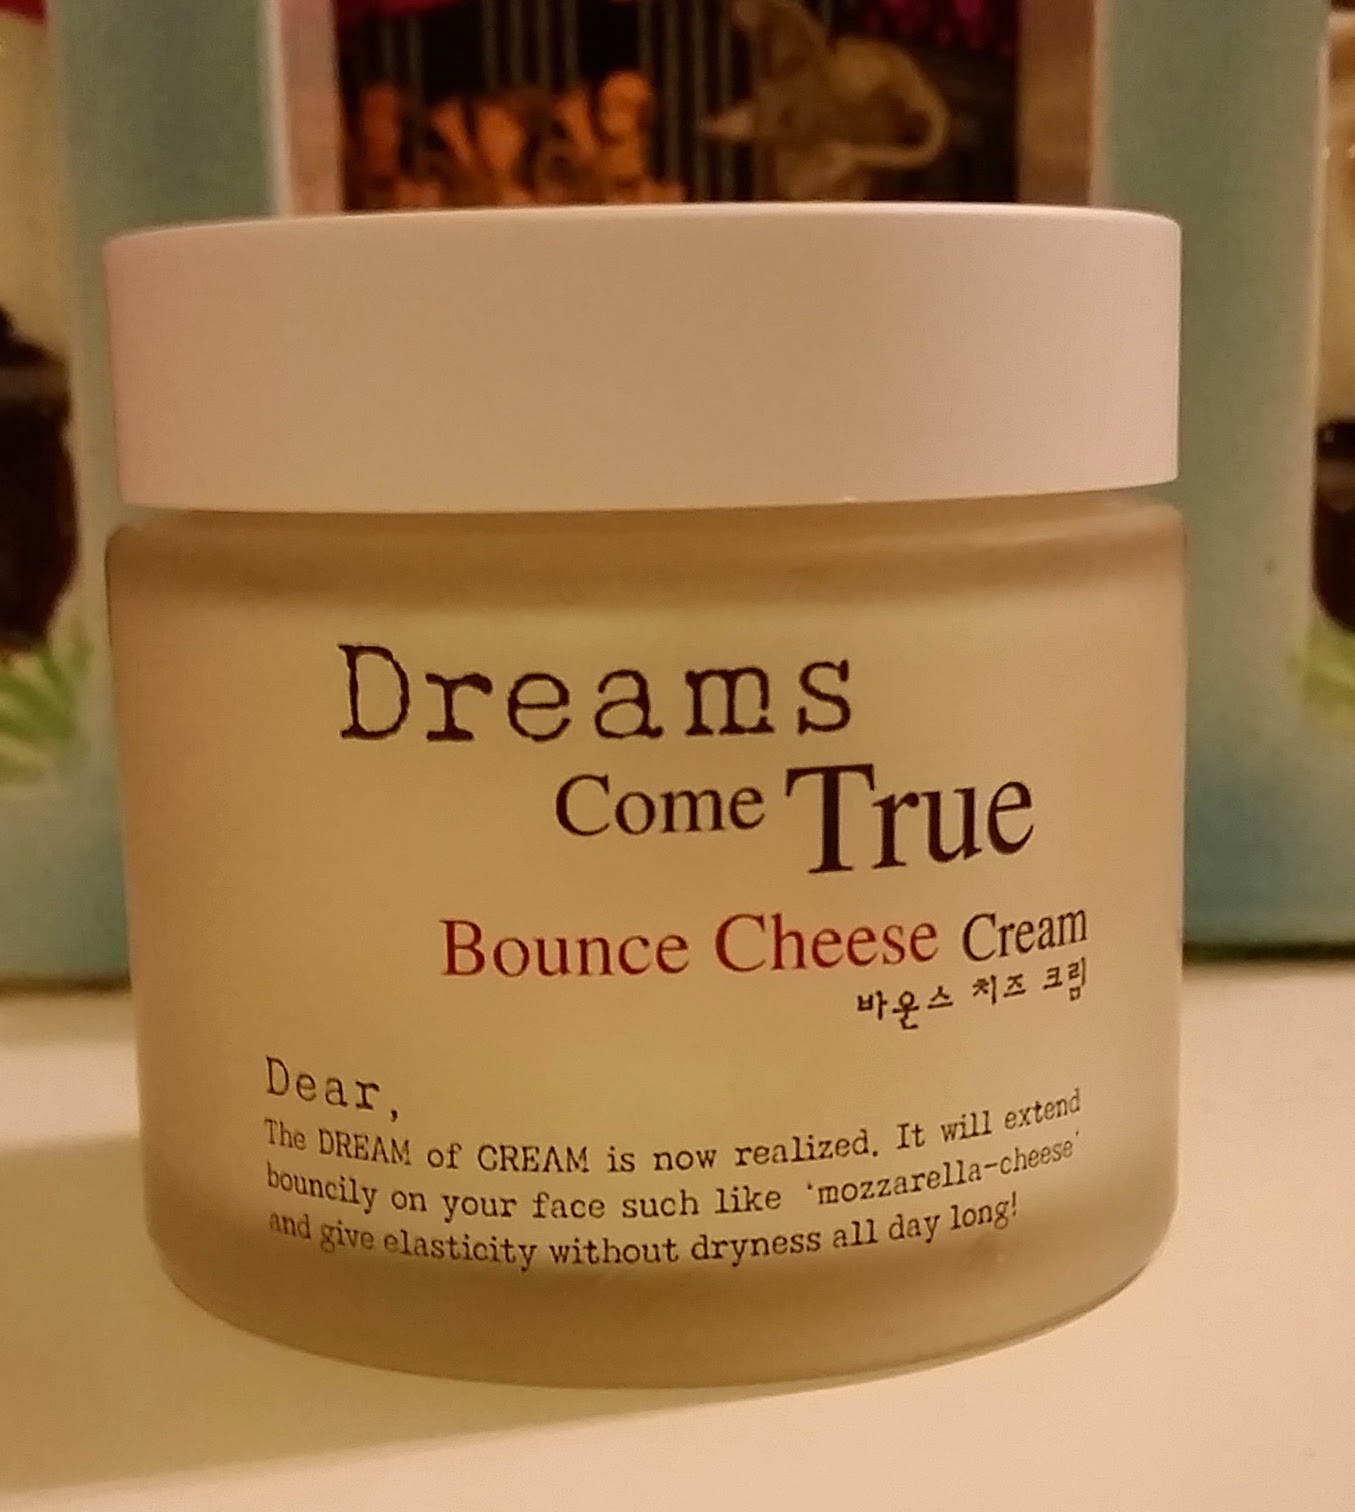 Dreams
Come True
Bounce Cheese Cream
바운스 치즈 크림
Dear,
The DREAM of CREAM is now realized. It will extend
bouncily on your face such like 'mozzarella-cheese'
and give elasticity without dryness all day long!